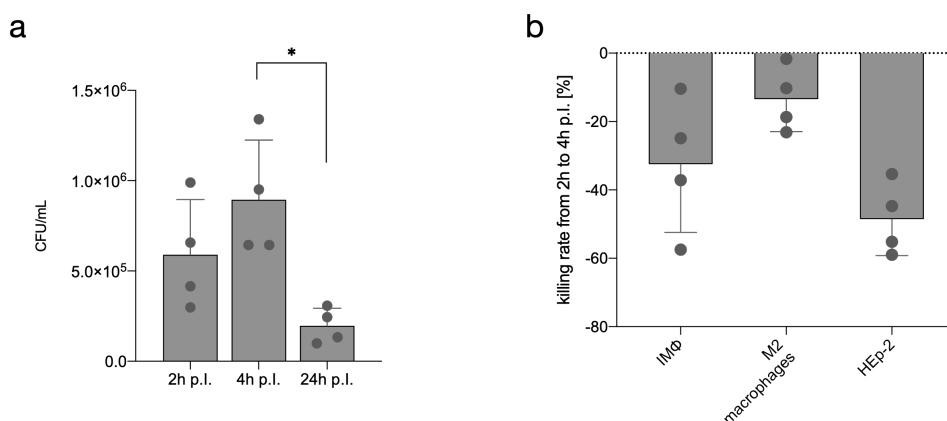 a
*
1.5×10⁶
1.0×10⁶
5.0×10⁵
0.0
CFU/mL
2h p.I.
4h p.I.
24h p.I.
b
0
-20
-40
-60
-80
killing rate from 2h to 4h p.I. [%]
IMΦ
M2
macrophages
HEp-2